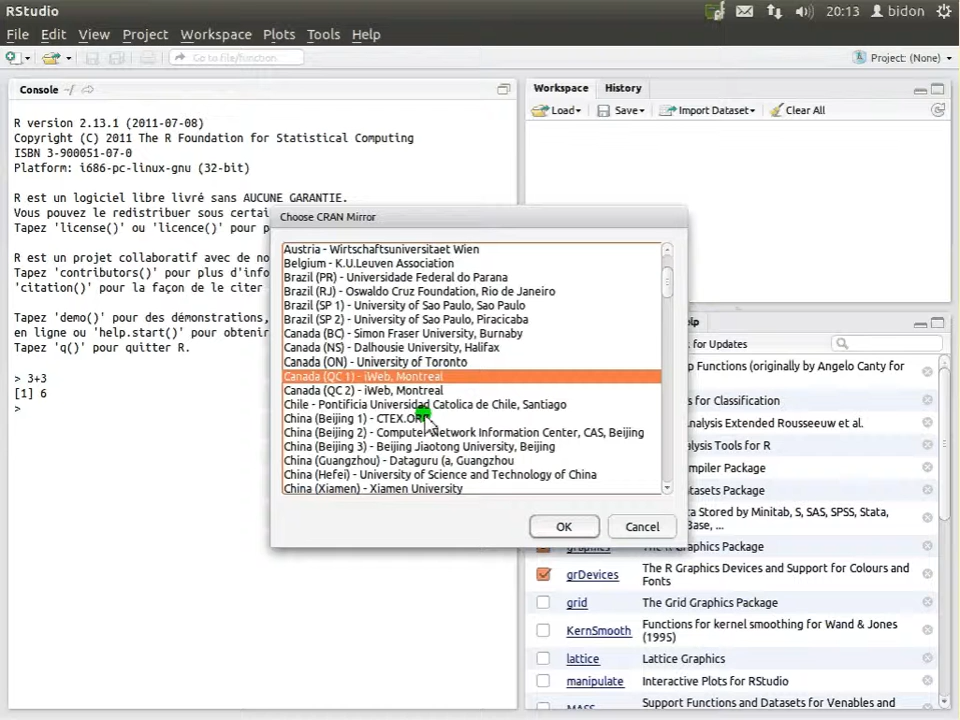 RStudio
20:13 bidon
File Edit View Project Workspace Plots Tools Help
Go to file/function
Project: (None)
Console ~/
Workspace History
Load Save Import Dataset Clear All
R version 2.13.1 (2011-07-08)
Copyright (C) 2011 The R Foundation for Statistical Computing
ISBN 3-900051-07-0
Platform: i686-pc-linux-gnu (32-bit)
R est un logiciel libre livré sans AUCUNE GARANTIE.
Vous pouvez le redistribuer sous certai
Tapez 'license()' ou 'licence()' pour p
R est un projet collaboratif avec de no
Tapez 'contributors()' pour plus d'info
'citation()' pour la façon de le citer
Tapez 'demo()' pour des démonstrations,
en ligne ou 'help.start()' pour obtenir
Tapez 'q()' pour quitter R.
> 3+3
[1] 6
>
Choose CRAN Mirror
Austria - Wirtschaftsuniversitaet Wien
Belgium - K.U.Leuven Association
Brazil (PR) - Universidade Federal do Parana
Brazil (RJ) - Oswaldo Cruz Foundation, Rio de Janeiro
Brazil (SP 1) - University of Sao Paulo, Sao Paulo
Brazil (SP 2) - University of Sao Paulo, Piracicaba
Canada (BC) - Simon Fraser University, Burnaby
Canada (NS) - Dalhousie University, Halifax
Canada (ON) - University of Toronto
Canada (QC 1) - iWeb, Montreal
Canada (QC 2) - iWeb, Montreal
Chile - Pontificia Universidad Catolica de Chile, Santiago
China (Beijing 1) - CTEX.ORG
China (Beijing 2) - Computer Network Information Center, CAS, Beijing
China (Beijing 3) - Beijing Jiaotong University, Beijing
China (Guangzhou) - Dataguru (a, Guangzhou
China (Hefei) - University of Science and Technology of China
China (Xiamen) - Xiamen University
OK Cancel
lp
for Updates
p Functions (originally by Angelo Canty for
s for Classification
nalysis Extended Rousseeuw et al.
alysis Tools for R
mpiler Package
atasets Package
ta Stored by Minitab, S, SAS, SPSS, Stata,
Base, ...
graphics The R Graphics Package
grDevices The R Graphics Devices and Support for Colours and
Fonts
grid The Grid Graphics Package
KernSmooth Functions for kernel smoothing for Wand & Jones
(1995)
lattice Lattice Graphics
manipulate Interactive Plots for RStudio
MASS Support Functions and Datasets for Venables and